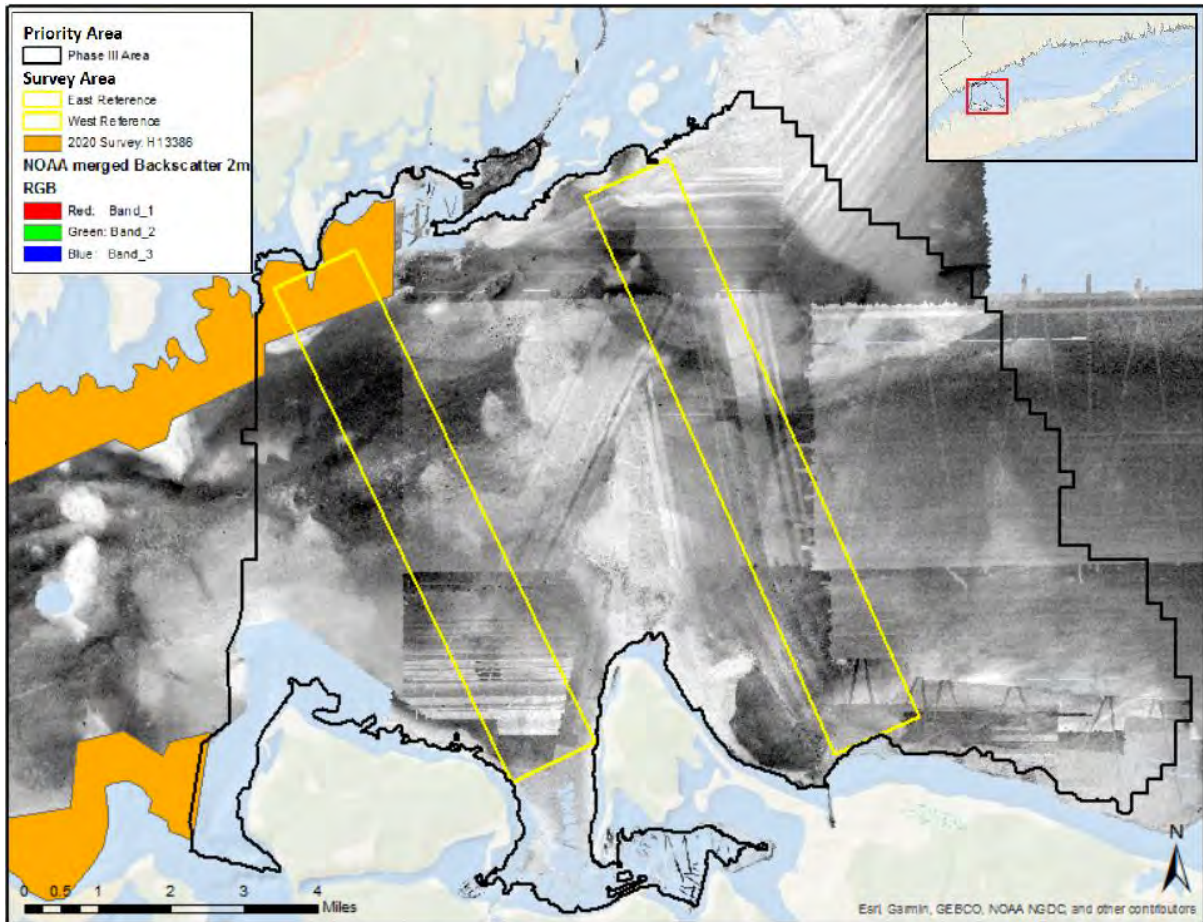 Priority Area
Phase III Area
Survey Area
East Reference
West Reference
2020 Survey: H13386
NOAA merged Backscatter 2m
RGB
Red: Band_1
Green: Band_2
Blue: Band_3
N
0 0.5 1 2 3 4
Miles
Esri, Garmin, GEBCO, NOAA NGDC, and other contributors